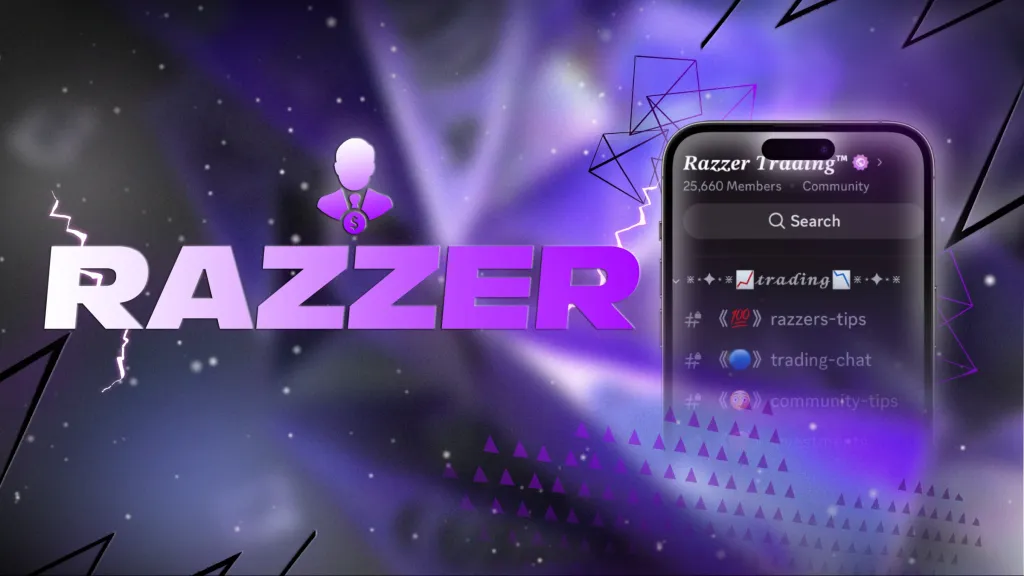 RAZZER
$
Razzer Trading™
25,660 Members • Community
Search
trading
# 《💯》 razzers-tips
# 《🔵》 trading-chat
# 《😳》 community-tips